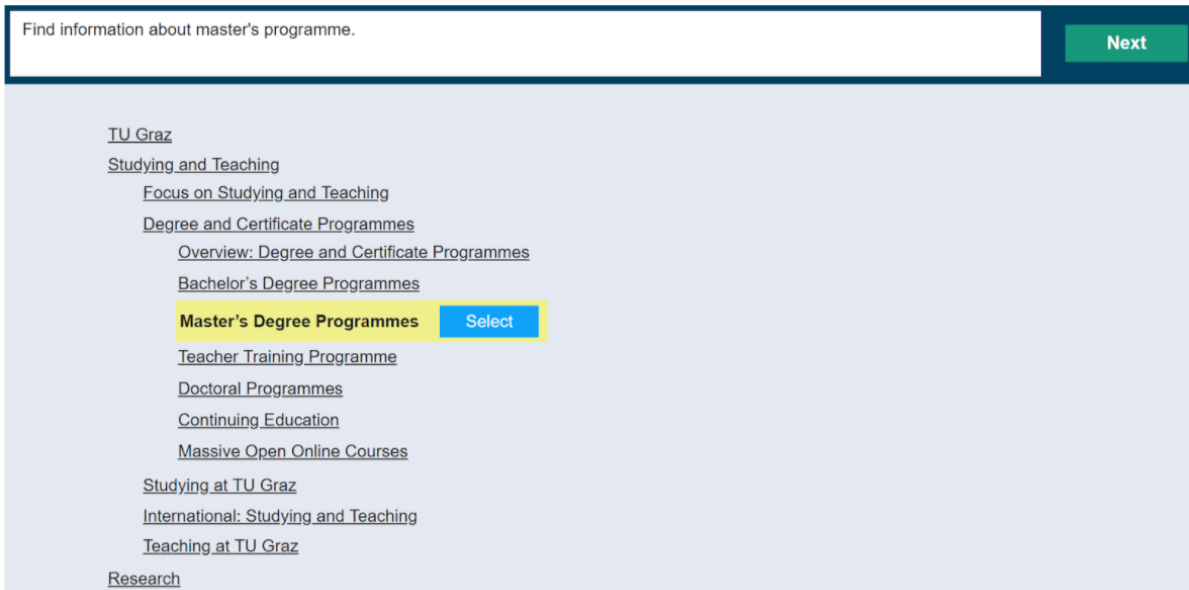 Find information about master's programme.
Next
TU Graz
Studying and Teaching
Focus on Studying and Teaching
Degree and Certificate Programmes
Overview: Degree and Certificate Programmes
Bachelor’s Degree Programmes
Master’s Degree Programmes Select
Teacher Training Programme
Doctoral Programmes
Continuing Education
Massive Open Online Courses
Studying at TU Graz
International: Studying and Teaching
Teaching at TU Graz
Research